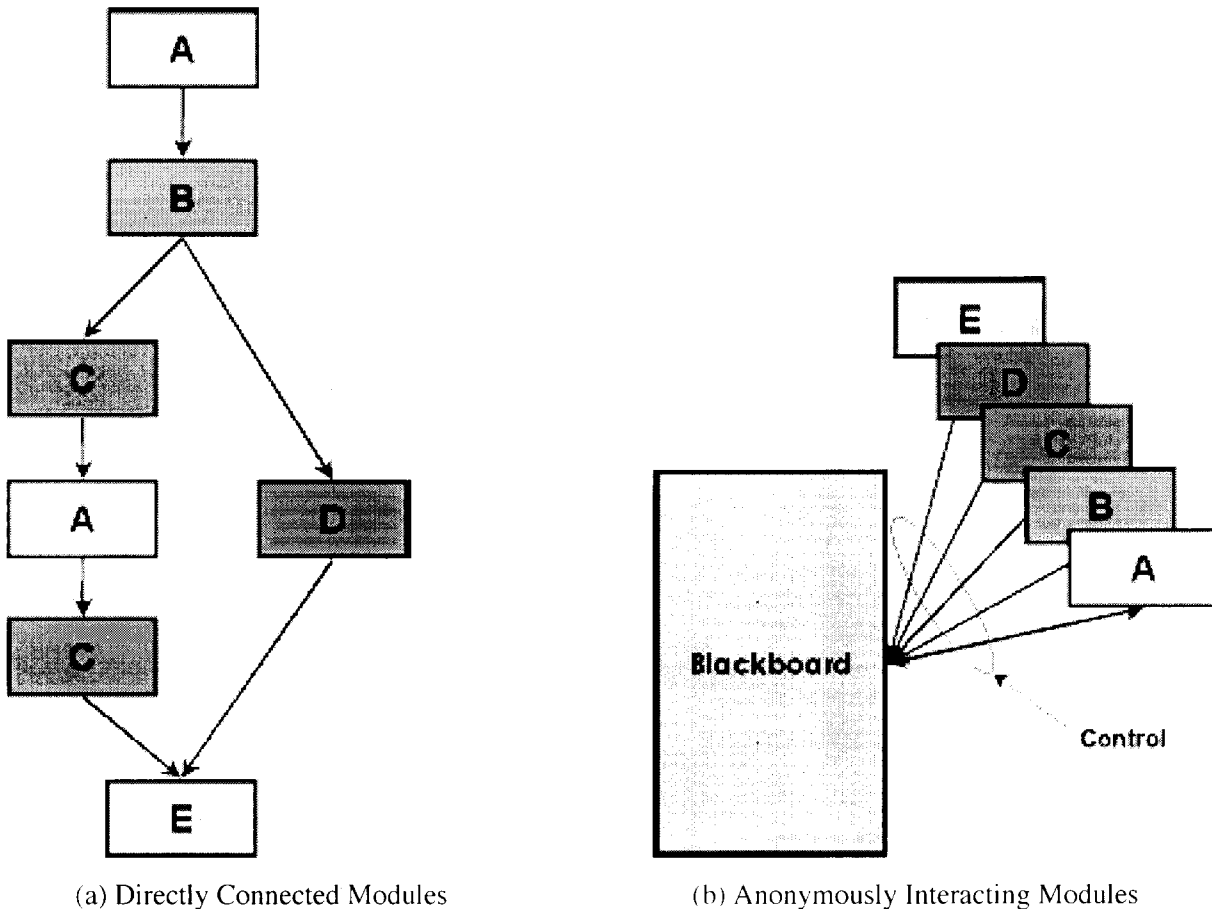 A
B
C
A
D
C
E
(a) Directly Connected Modules
E
D
C
B
A
Blackboard
Control
(b) Anonymously Interacting Modules